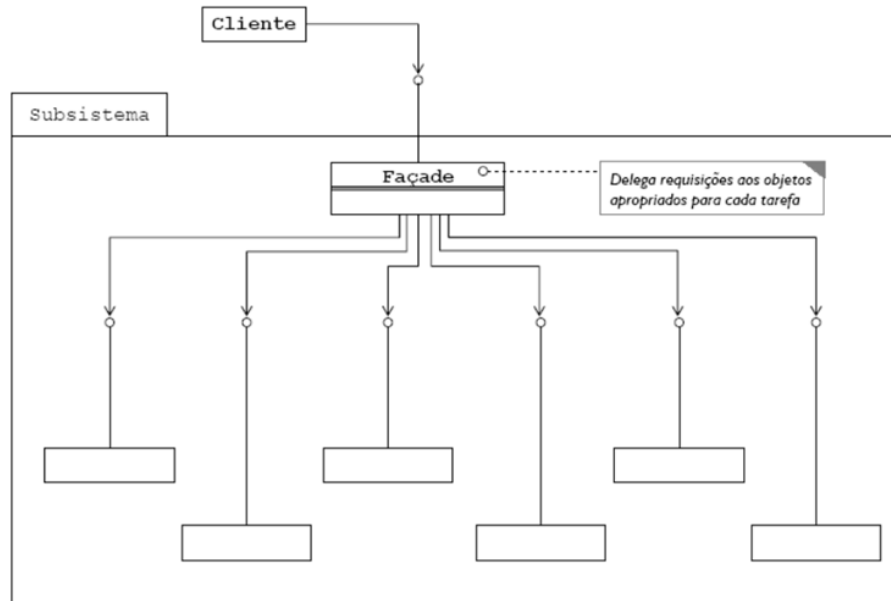 Cliente
Subsistema
Façade
Delega requisições aos objetos
apropriados para cada tarefa